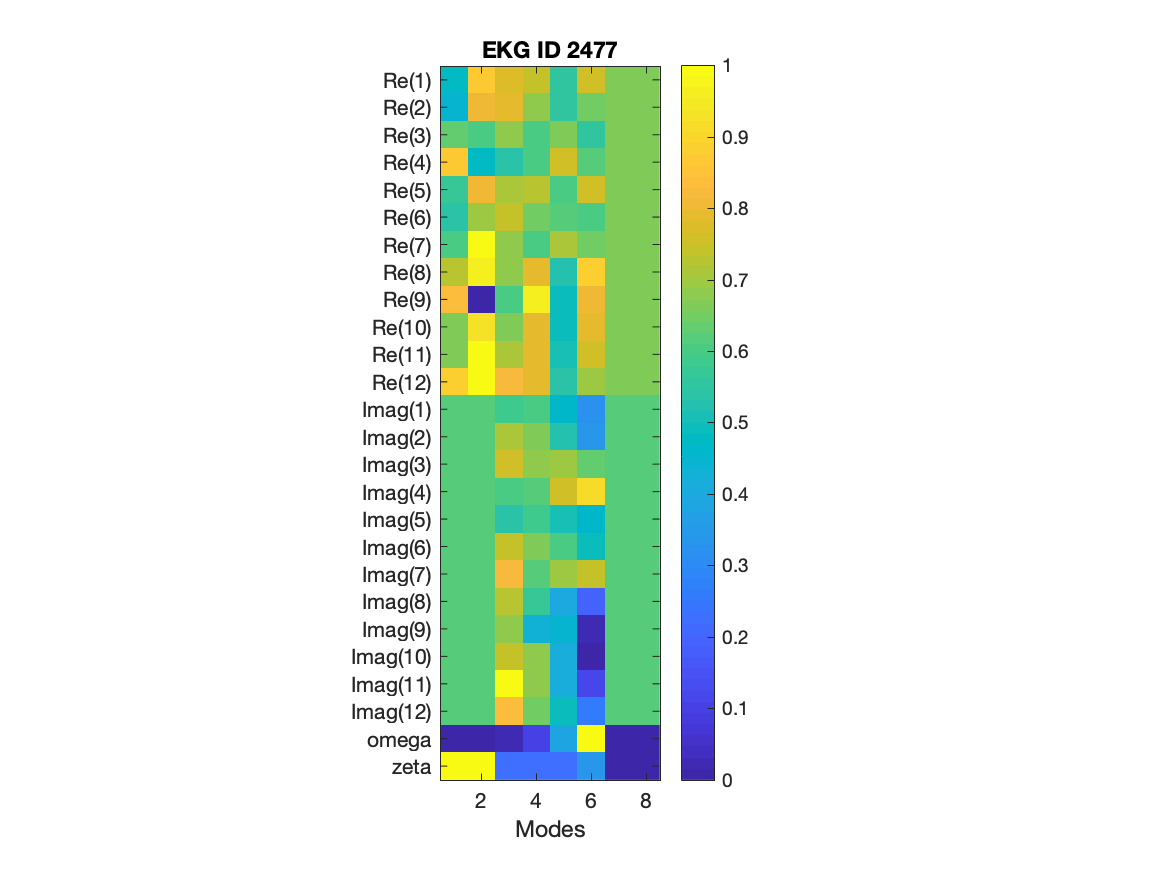 EKG ID 2477
Re(1)
Re(2)
Re(3)
Re(4)
Re(5)
Re(6)
Re(7)
Re(8)
Re(9)
Re(10)
Re(11)
Re(12)
Imag(1)
Imag(2)
Imag(3)
Imag(4)
Imag(5)
Imag(6)
Imag(7)
Imag(8)
Imag(9)
Imag(10)
Imag(11)
Imag(12)
omega
zeta
2 4 6 8
Modes
1
0.9
0.8
0.7
0.6
0.5
0.4
0.3
0.2
0.1
0